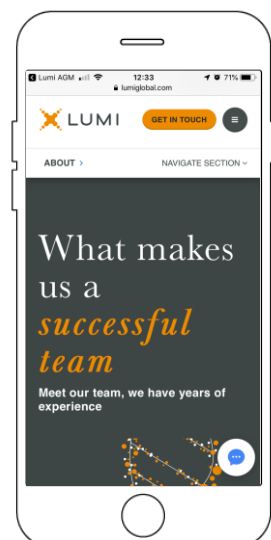 Lumi AGM 12:33 71%
lumiglobal.com
LUMI GET IN TOUCH
ABOUT > NAVIGATE SECTION
What makes
us a
successful
team
Meet our team, we have years of
experience